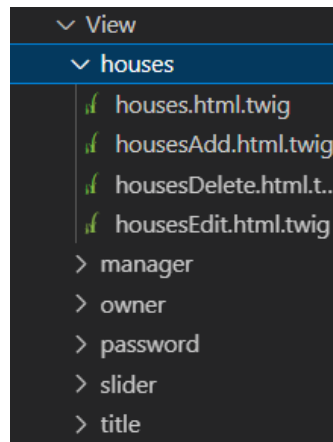 View
houses
houses.html.twig
housesAdd.html.twig
housesDelete.html.t...
housesEdit.html.twig
manager
owner
password
slider
title